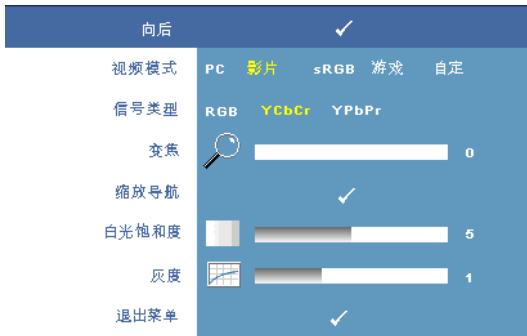 向后
视频模式 PC 影片 sRGB 游戏 自定
信号类型 RGB YCbCr YPbPr
变焦 0
缩放导航
白光饱和度 5
灰度 1
退出菜单